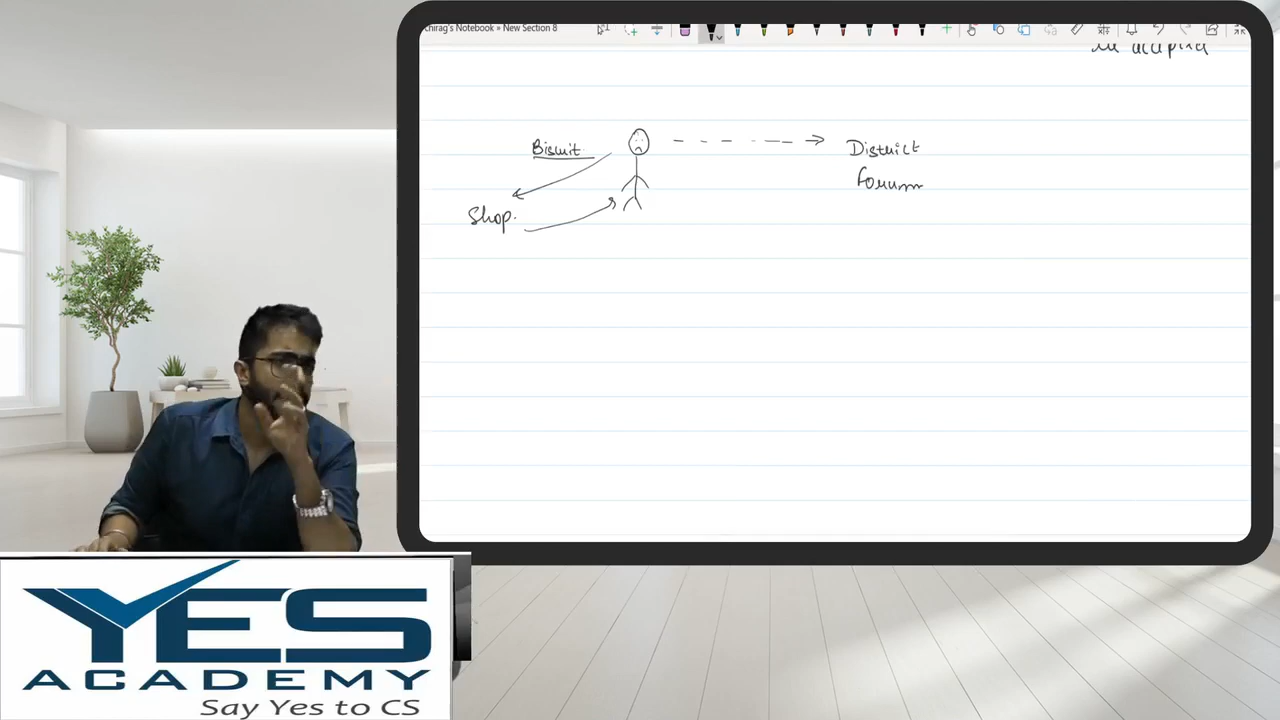 chirag's Notebook » New Section 8
Biscuit
District
forum
Shop.
YES
ACADEMY
Say Yes to CS